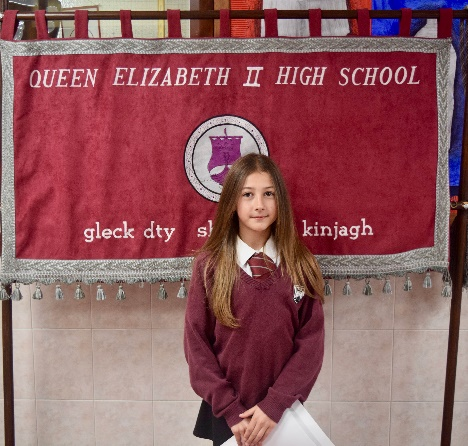 QUEEN ELIZABETH II HIGH SCHOOL
gleck dty kinjagh